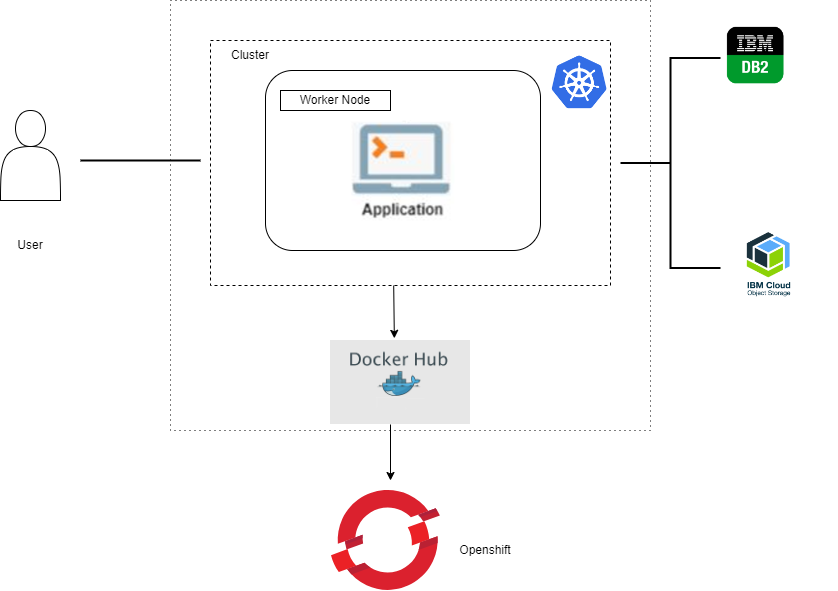 Cluster
IBM
DB2
Worker Node
Application
User
IBM Cloud
Object Storage
Docker Hub
Openshift